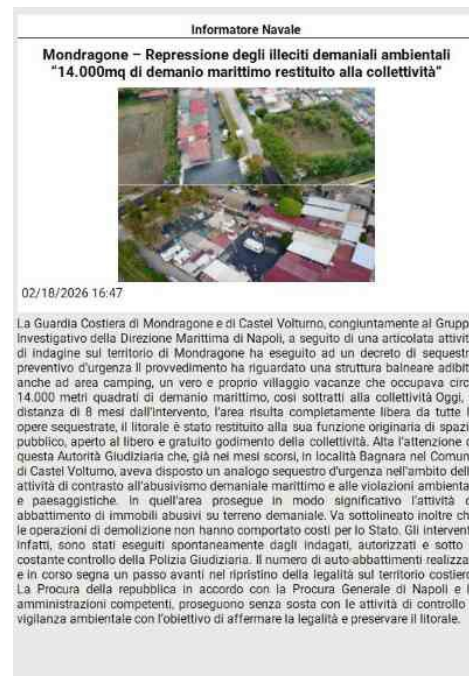 Informatore Navale
Mondragone – Repressione degli illeciti demaniali ambientali
“14.000mq di demanio marittimo restituito alla collettività”
02/18/2026 16:47
La Guardia Costiera di Mondragone e di Castel Volturno, congiuntamente al Grupp
Investigativo della Direzione Marittima di Napoli, a seguito di una articolata attivit
di indagine sul territorio di Mondragone ha eseguito ad un decreto di sequestr
preventivo d'urgenza Il provvedimento ha riguardato una struttura balneare adibit
anche ad area camping, un vero e proprio villaggio vacanze che occupava circ
14.000 metri quadrati di demanio marittimo, così sottratti alla collettività Oggi,
distanza di 8 mesi dall'intervento, l'area risulta completamente libera da tutte l
opere sequestrate, il litorale è stato restituito alla sua funzione originaria di spazi
pubblico, aperto al libero e gratuito godimento della collettività. Alta l'attenzione d
questa Autorità Giudiziaria che, già nei mesi scorsi, in località Bagnara nel Comun
di Castel Volturno, aveva disposto un analogo sequestro d'urgenza nell'ambito dell
attività di contrasto all'abusivismo demaniale marittimo e alle violazioni ambienta
e paesaggistiche. In quell'area prosegue in modo significativo l'attività d
abbattimento di immobili abusivi su terreno demaniale. Va sottolineato inoltre ch
le operazioni di demolizione non hanno comportato costi per lo Stato. Gli intervent
infatti, sono stati eseguiti spontaneamente dagli indagati, autorizzati e sotto
costante controllo della Polizia Giudiziaria. Il numero di auto-abbattimenti realizza
e in corso segna un passo avanti nel ripristino della legalità sul territorio costier
La Procura della repubblica in accordo con la Procura Generale di Napoli e l
amministrazioni competenti, proseguono senza sosta con le attività di controllo
vigilanza ambientale con l'obiettivo di affermare la legalità e preservare il litorale.